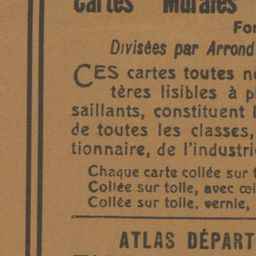 Cartes Murales
For
Divisées par Arrond
CES cartes toutes n
tères lisibles à p
saillants, constituent
de toutes les classes,
tionnaire, de l'industri
Chaque carte collée sur t
Collée sur toile, avec œi
Collée sur toile, vernie,
ATLAS DÉPART